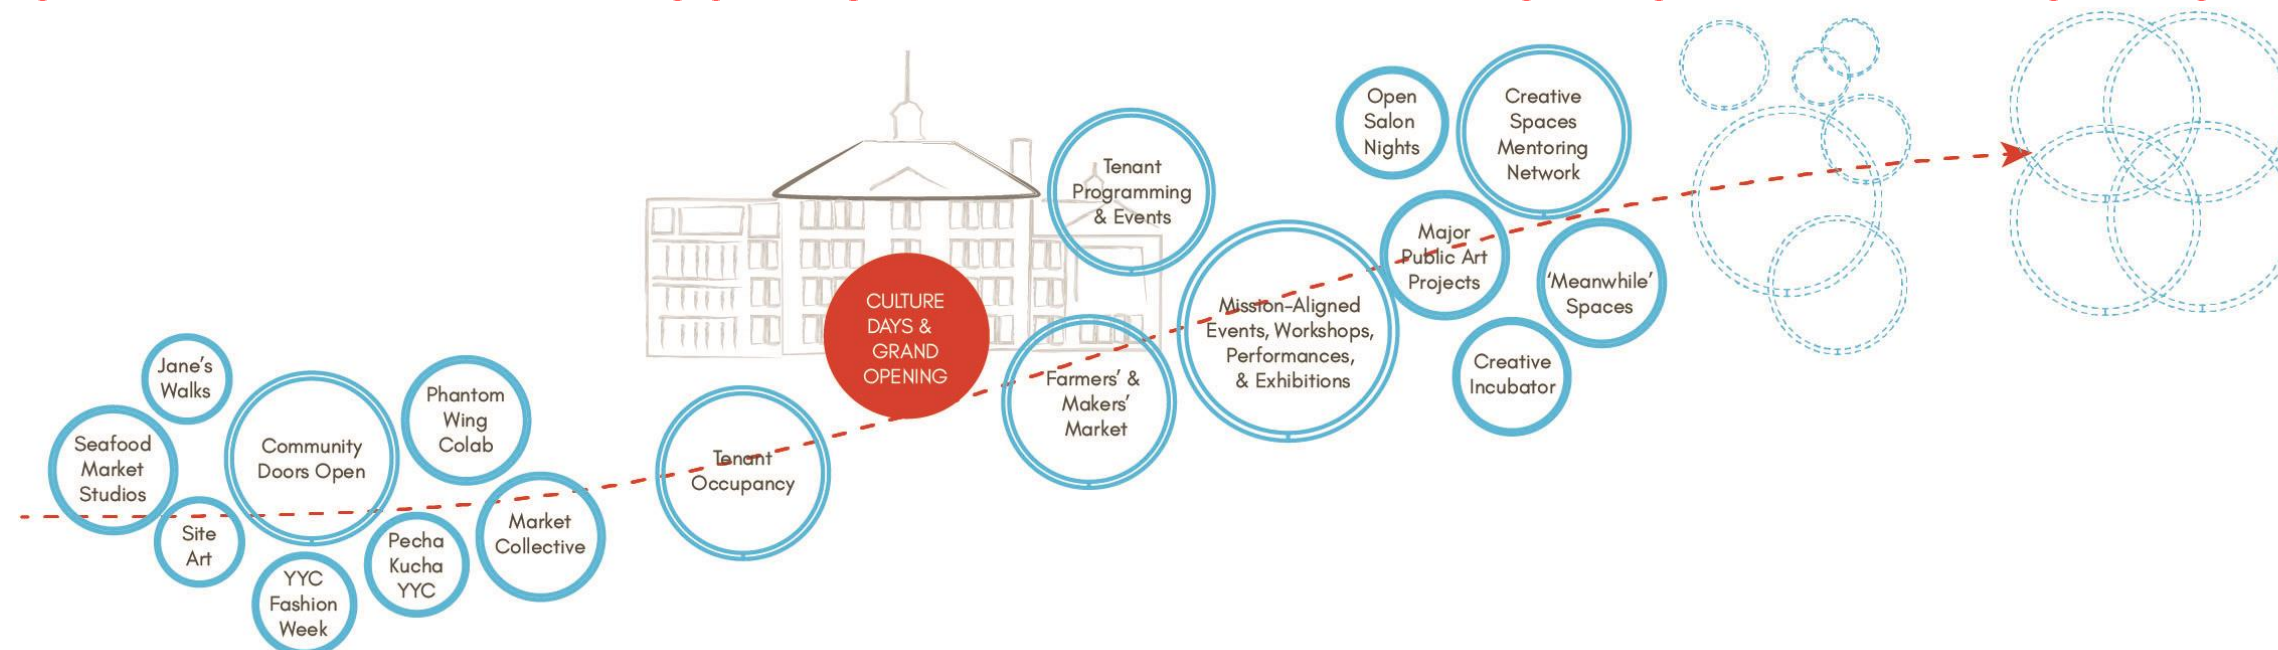 Jane's
Walks
Seafood
Market
Studios
Community
Doors Open
Phantom
Wing
Colab
Site
Art
YYC
Fashion
Week
Pecha
Kucha
YYC
Market
Collective
Tenant
Occupancy
CULTURE
DAYS &
GRAND
OPENING
Tenant
Programming
& Events
Farmers' &
Makers'
Market
Mission-Aligned
Events, Workshops,
Performances,
& Exhibitions
Open
Salon
Nights
Creative
Spaces
Mentoring
Network
Major
Public Art
Projects
'Meanwhile'
Spaces
Creative
Incubator